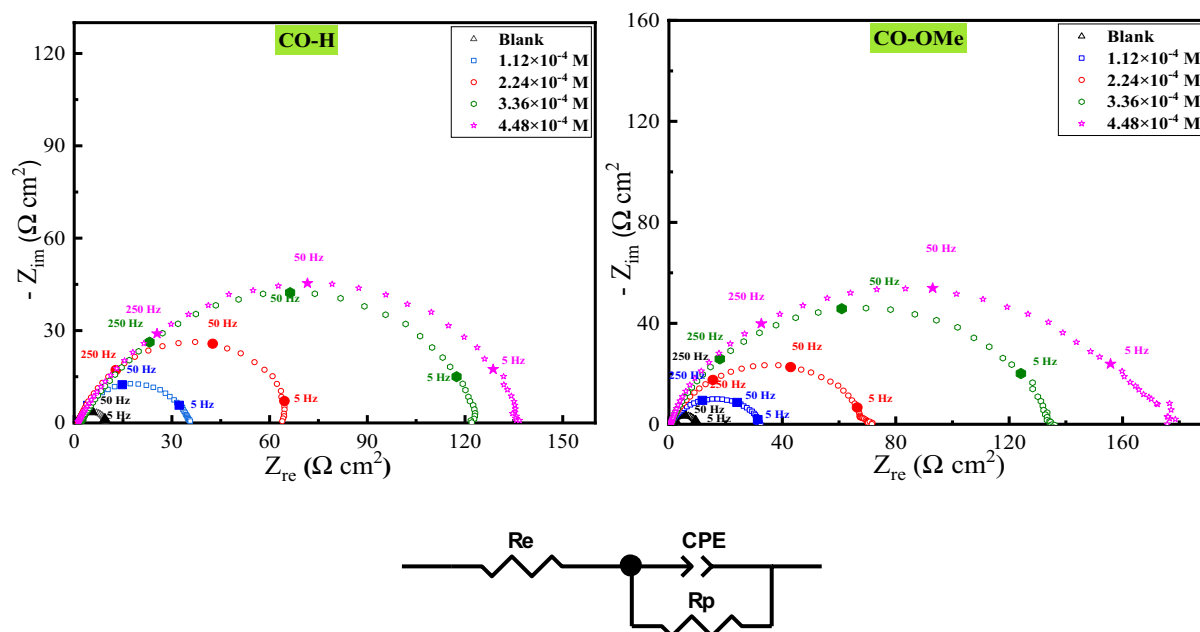 CO-H
Blank
1.12×10⁻⁴ M
2.24×10⁻⁴ M
3.36×10⁻⁴ M
4.48×10⁻⁴ M
- Z_im (Ω cm²)
120
90
60
30
0
250 Hz
50 Hz
250 Hz
50 Hz
50 Hz
250 Hz
50 Hz
5 Hz
5 Hz
50 Hz
5 Hz
5 Hz
5 Hz
0 30 60 90 120 150
Z_re (Ω cm²)
CO-OMe
Blank
1.12×10⁻⁴ M
2.24×10⁻⁴ M
3.36×10⁻⁴ M
4.48×10⁻⁴ M
- Z_im (Ω cm²)
160
120
80
40
0
50 Hz
250 Hz
50 Hz
250 Hz
5 Hz
250 Hz
50 Hz
5 Hz
250 Hz
250 Hz
50 Hz
5 Hz
50 Hz
5 Hz
5 Hz
0 40 80 120 160
Z_re (Ω cm²)
Re
CPE
Rp